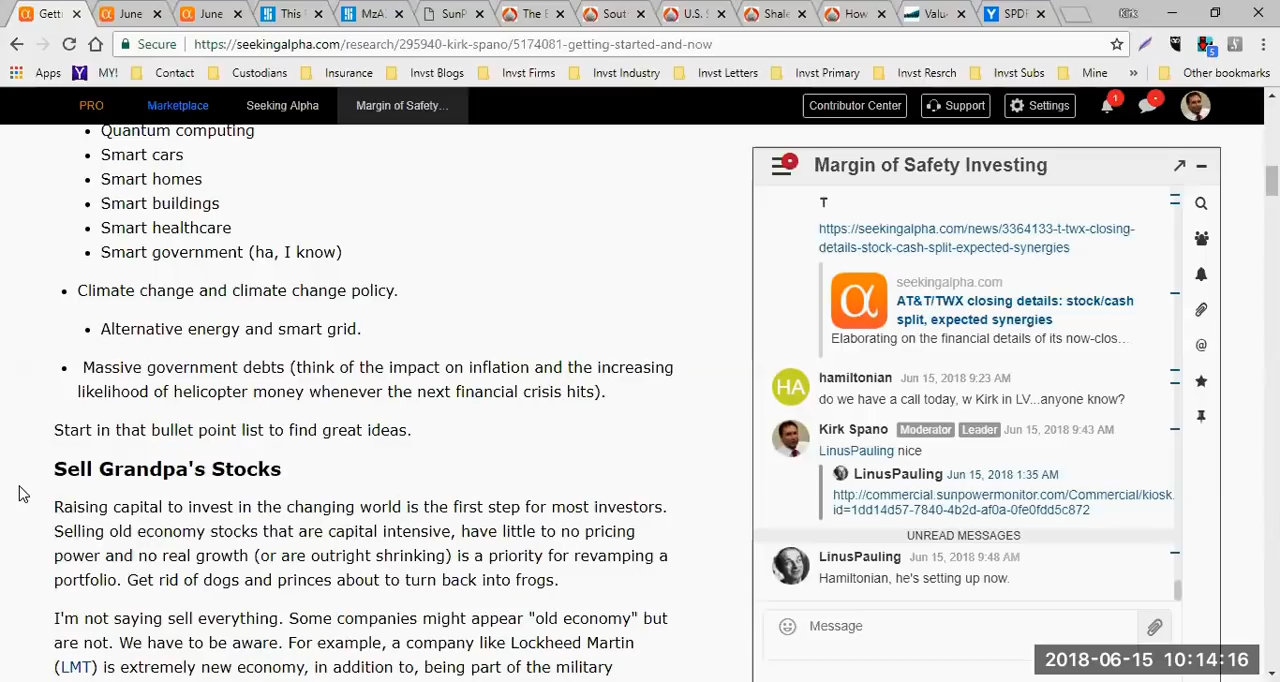 Getti
June
June
This
MzA
SunP
The E
Sout
U.S.
Shale
How
Valu
SPDF
Kirk
Secure
https://seekingalpha.com/research/295940-kirk-spano/5174081-getting-started-and-now
Apps
MY!
Contact
Custodians
Insurance
Invst Blogs
Invst Firms
Invst Industry
Invst Letters
Invst Primary
Invst Resrch
Invst Subs
Mine
»
Other bookmarks
PRO
Marketplace
Seeking Alpha
Margin of Safety...
Contributor Center
Support
Settings
1
5
• Quantum computing
• Smart cars
• Smart homes
• Smart buildings
• Smart healthcare
• Smart government (ha, I know)
• Climate change and climate change policy.
• Alternative energy and smart grid.
• Massive government debts (think of the impact on inflation and the increasing
likelihood of helicopter money whenever the next financial crisis hits).
Start in that bullet point list to find great ideas.
Sell Grandpa's Stocks
Raising capital to invest in the changing world is the first step for most investors.
Selling old economy stocks that are capital intensive, have little to no pricing
power and no real growth (or are outright shrinking) is a priority for revamping a
portfolio. Get rid of dogs and princes about to turn back into frogs.
I'm not saying sell everything. Some companies might appear "old economy" but
are not. We have to be aware. For example, a company like Lockheed Martin
(LMT) is extremely new economy, in addition to, being part of the military
Margin of Safety Investing
T
https://seekingalpha.com/news/3364133-t-twx-closing-
details-stock-cash-split-expected-synergies
seekingalpha.com
AT&T/TWX closing details: stock/cash
split, expected synergies
Elaborating on the financial details of its now-clos...
HA
hamiltonian Jun 15, 2018 9:23 AM
do we have a call today, w Kirk in LV...anyone know?
Kirk Spano Moderator Leader Jun 15, 2018 9:43 AM
LinusPauling nice
LinusPauling Jun 15, 2018 1:35 AM
http://commercial.sunpowermonitor.com/Commercial/kiosk.
id=1dd14d57-7840-4b2d-af0a-0fe0fdd5c872
UNREAD MESSAGES
LinusPauling Jun 15, 2018 9:48 AM
Hamiltonian, he's setting up now.
Message
2018-06-15 10:14:16